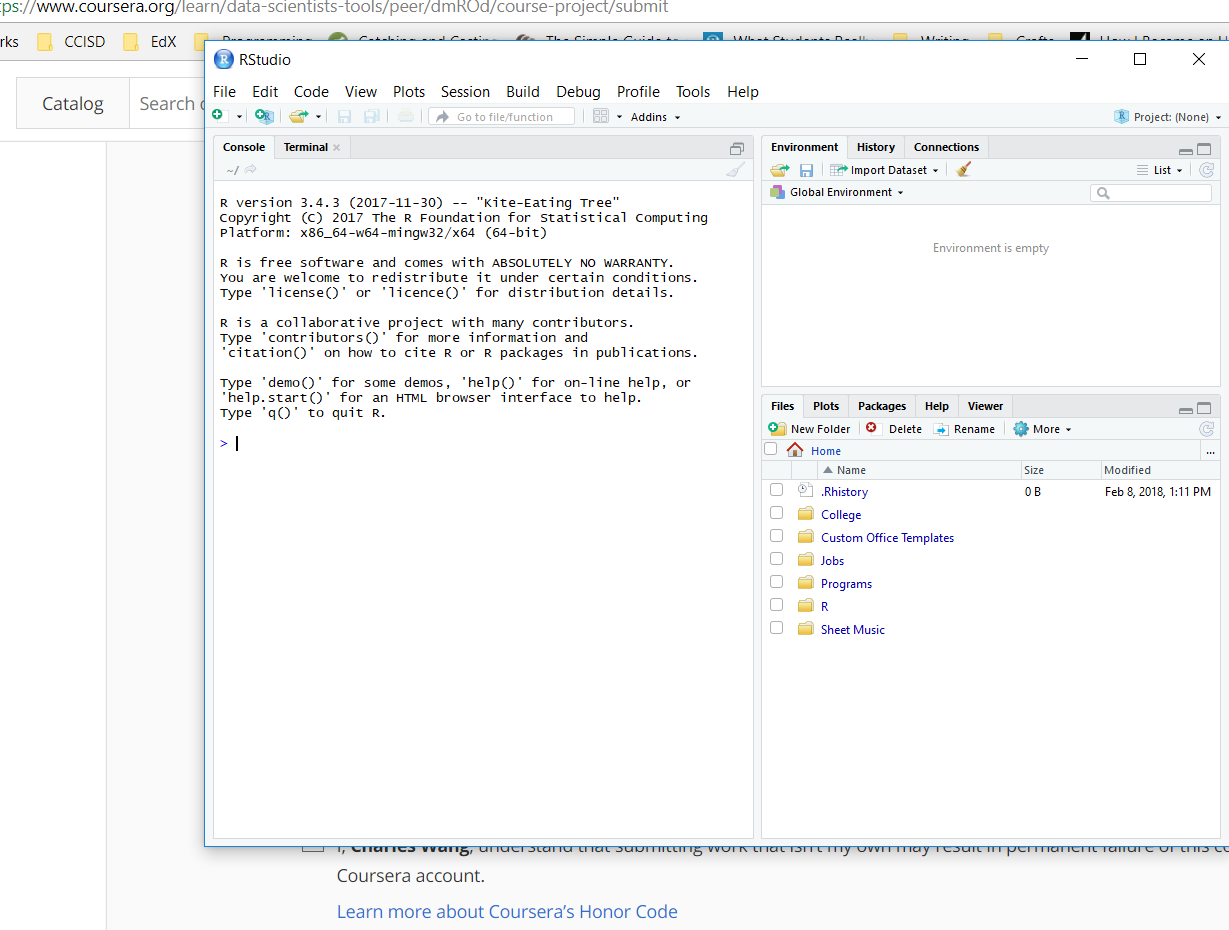 tps://www.coursera.org/learn/data-scientists-tools/peer/dmROd/course-project/submit
rks CCISD EdX
Catalog Search
RStudio
File Edit Code View Plots Session Build Debug Profile Tools Help
Go to file/function Addins Project: (None)
Console Terminal
~/
R version 3.4.3 (2017-11-30) -- "Kite-Eating Tree"
Copyright (C) 2017 The R Foundation for Statistical Computing
Platform: x86_64-w64-mingw32/x64 (64-bit)
R is free software and comes with ABSOLUTELY NO WARRANTY.
You are welcome to redistribute it under certain conditions.
Type 'license()' or 'licence()' for distribution details.
R is a collaborative project with many contributors.
Type 'contributors()' for more information and
'citation()' on how to cite R or R packages in publications.
Type 'demo()' for some demos, 'help()' for on-line help, or
'help.start()' for an HTML browser interface to help.
Type 'q()' to quit R.
>
Environment History Connections
Import Dataset List
Global Environment
Environment is empty
Files Plots Packages Help Viewer
New Folder Delete Rename More
Home ...
Name Size Modified
.Rhistory 0 B Feb 8, 2018, 1:11 PM
College
Custom Office Templates
Jobs
Programs
R
Sheet Music
I, Charles Wang, understand that submitting work that isn't my own may result in permanent failure of this co
Coursera account.
Learn more about Coursera's Honor Code